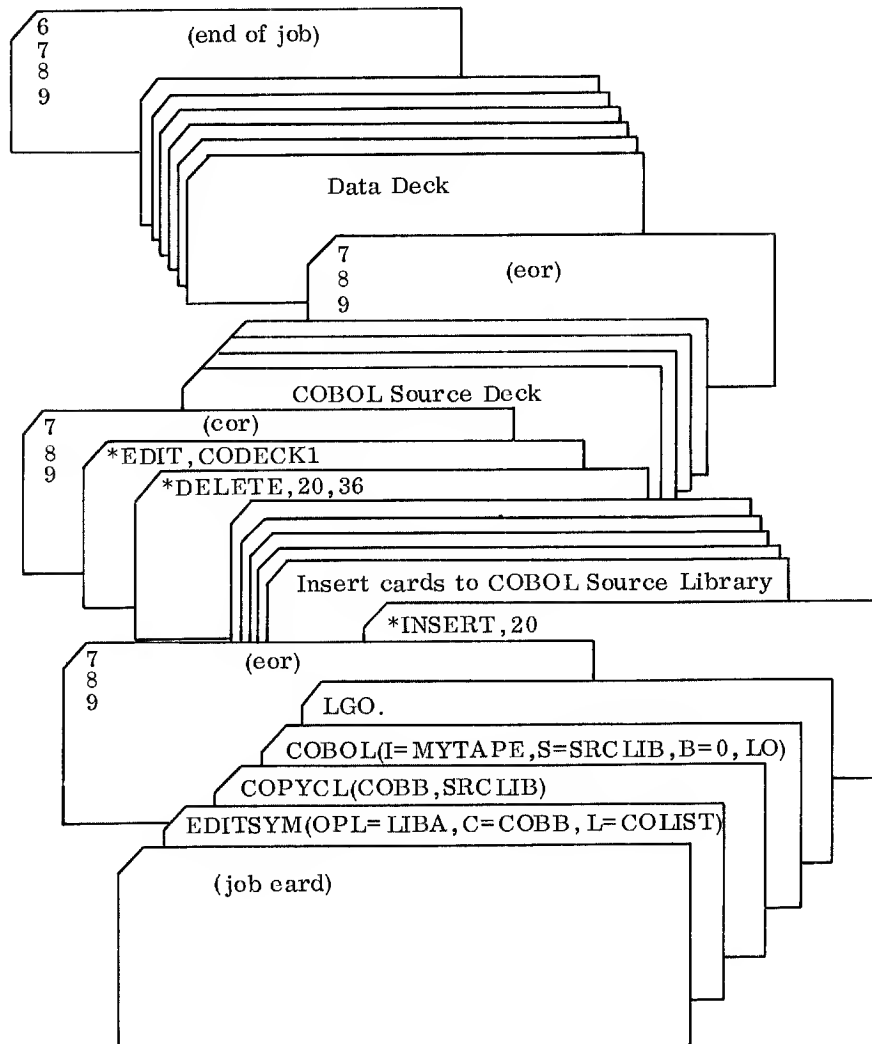 6
7
8
9
(end of job)
Data Deck
7
8
9
(eor)
COBOL Source Deck
7
8
9
(cor)
*EDIT,CODECK1
*DELETE,20,36
Insert cards to COBOL Source Library
*INSERT,20
7
8
9
(eor)
LGO.
COBOL(I=MYTAPE,S=SRCLIB,B=0,LO)
COPYCL(COBB,SRCLIB)
EDITSYM(OPL=LIBA,C=COBB,L=COLIST)
(job card)